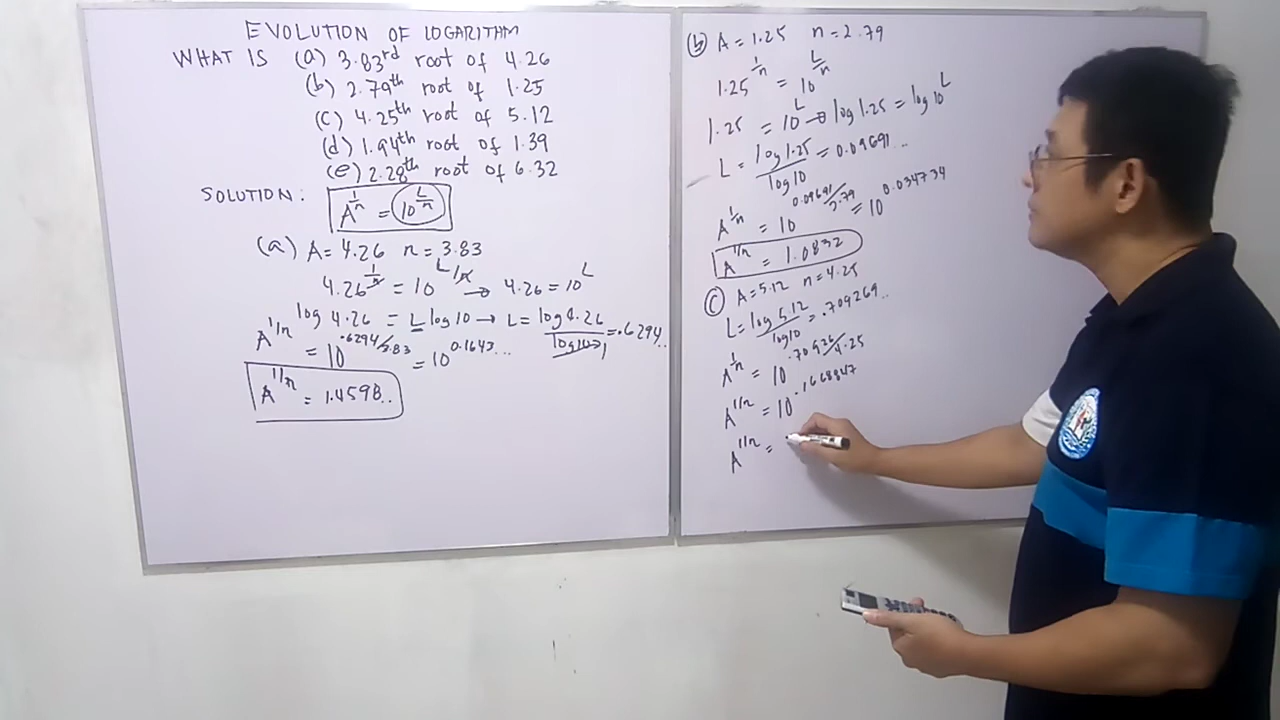 EVOLUTION OF LOGARITHM
WHAT IS (a) 3.83rd root of 4.26
(b) 2.79th root of 1.25
(c) 4.25th root of 5.12
(d) 1.94th root of 1.39
(e) 2.28th root of 6.32
SOLUTION: A^1/n = 10^L/n
(a) A = 4.26 n = 3.83
4.26^1/n = 10^L/n → 4.26 = 10^L
log 4.26 = L log 10 → L = log 4.26 / log 10 → 1 = .6294..
A^1/n = 10^.6294/3.83 = 10^0.1643...
A^1/n = 1.4598..
(b) A = 1.25 n = 2.79
1.25^1/n = 10^L/n
1.25 = 10^L → log 1.25 = log 10^L
L = log 1.25 / log 10 = 0.09691...
A^1/n = 10^0.09691/2.79 = 10^0.034734
A^1/n = 1.0832
(c) A = 5.12 n = 4.25
L = log 5.12 / log 10 = .709269..
A^1/n = 10^.70926/4.25
A^1/n = 10^.1668847
A^1/n =